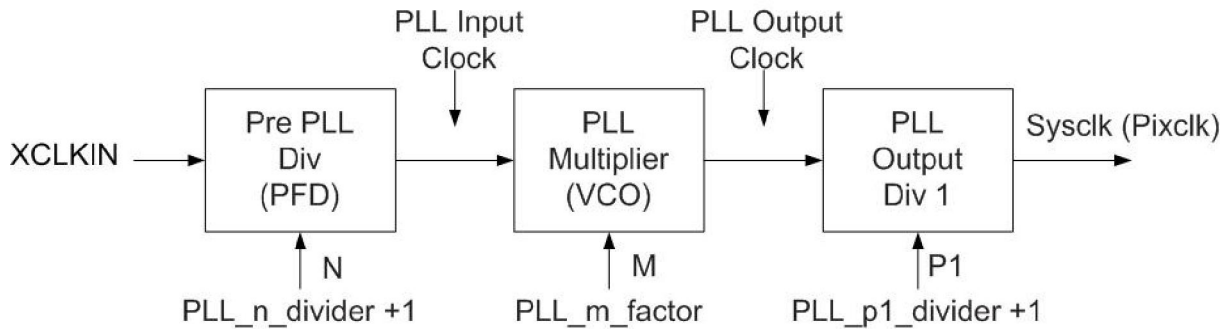 PLL Input
Clock
PLL Output
Clock
XCLKIN
Pre PLL
Div
(PFD)
PLL
Multiplier
(VCO)
PLL
Output
Div 1
Sysclk (Pixclk)
N
M
P1
PLL_n_divider +1
PLL_m_factor
PLL_p1_divider +1